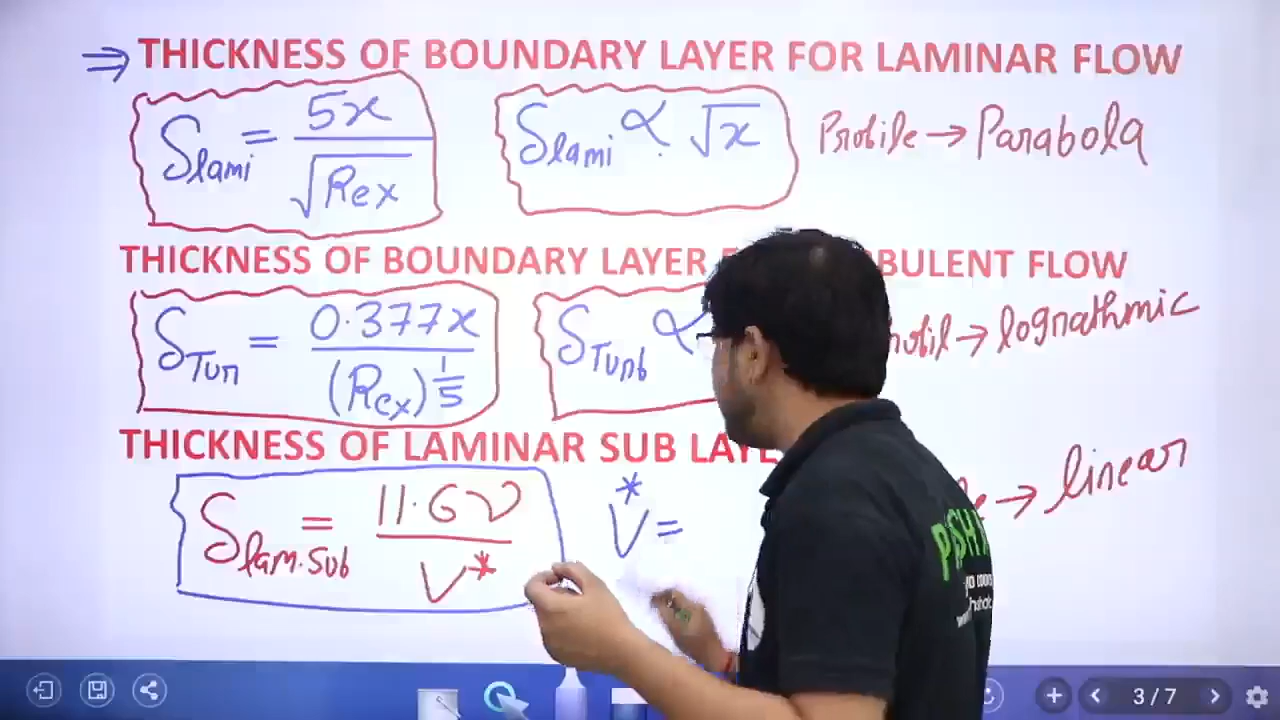 ⇒ THICKNESS OF BOUNDARY LAYER FOR LAMINAR FLOW
δlami = 5x / √Rex
δlami ∝ √x
Profile → Parabola
THICKNESS OF BOUNDARY LAYER BULENT FLOW
δTur = 0.377x / (Rex)^1/5
δTurb ∝
→ lograthmic
THICKNESS OF LAMINAR SUB LAYE
δlam.sub = 11.6ν / V*
V* =
→ linear
3 / 7